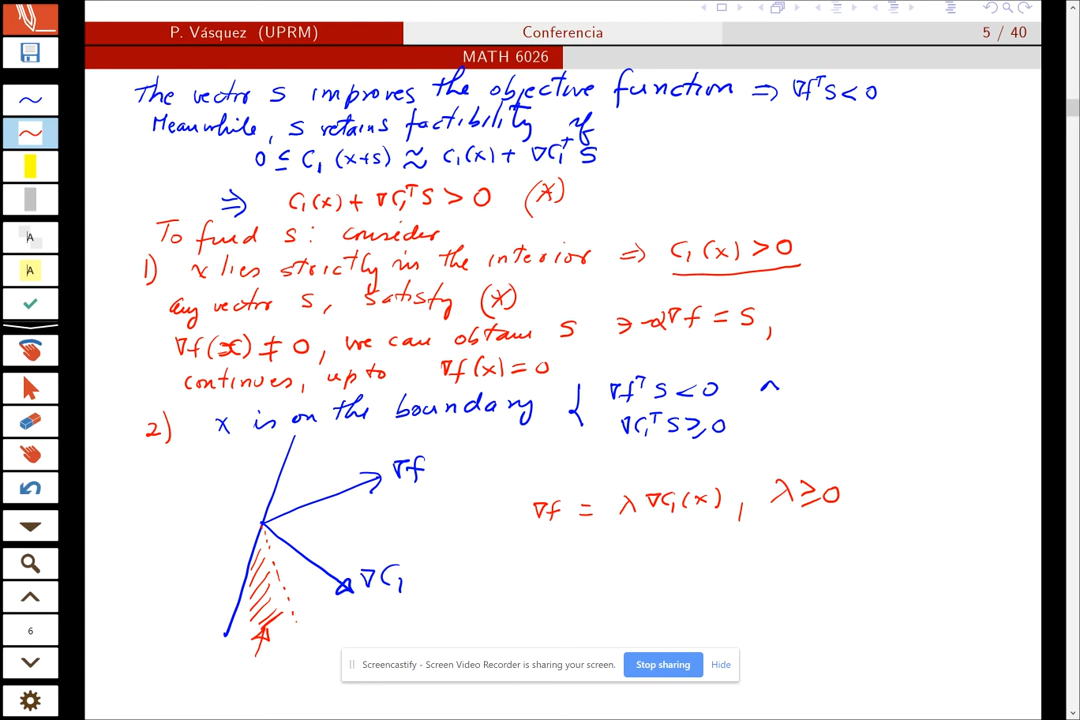 P. Vásquez (UPRM) Conferencia 5 / 40
MATH 6026
The vector s improves the objective function ⇒ ∇fᵀS < 0
Meanwhile, s retains factibility if
0 ≤ C₁(x+s) ≈ C₁(x) + ∇C₁ᵀ S
⇒ C₁(x) + ∇C₁ᵀS > 0 (*)
To find s: consider
1) x lies strictly in the interior ⇒ C₁(x) > 0
any vector s, satisfy (*)
∇f(x) ≠ 0, we can obtain s ∋ -α∇f = S,
continues, up to ∇f(x) = 0
2) x is on the boundary { ∇fᵀS < 0 ^
∇C₁ᵀS ≥ 0
∇f
∇f = λ∇C₁(x), λ ≥ 0
∇C₁
A
A
6
Screencastify - Screen Video Recorder is sharing your screen. Stop sharing Hide